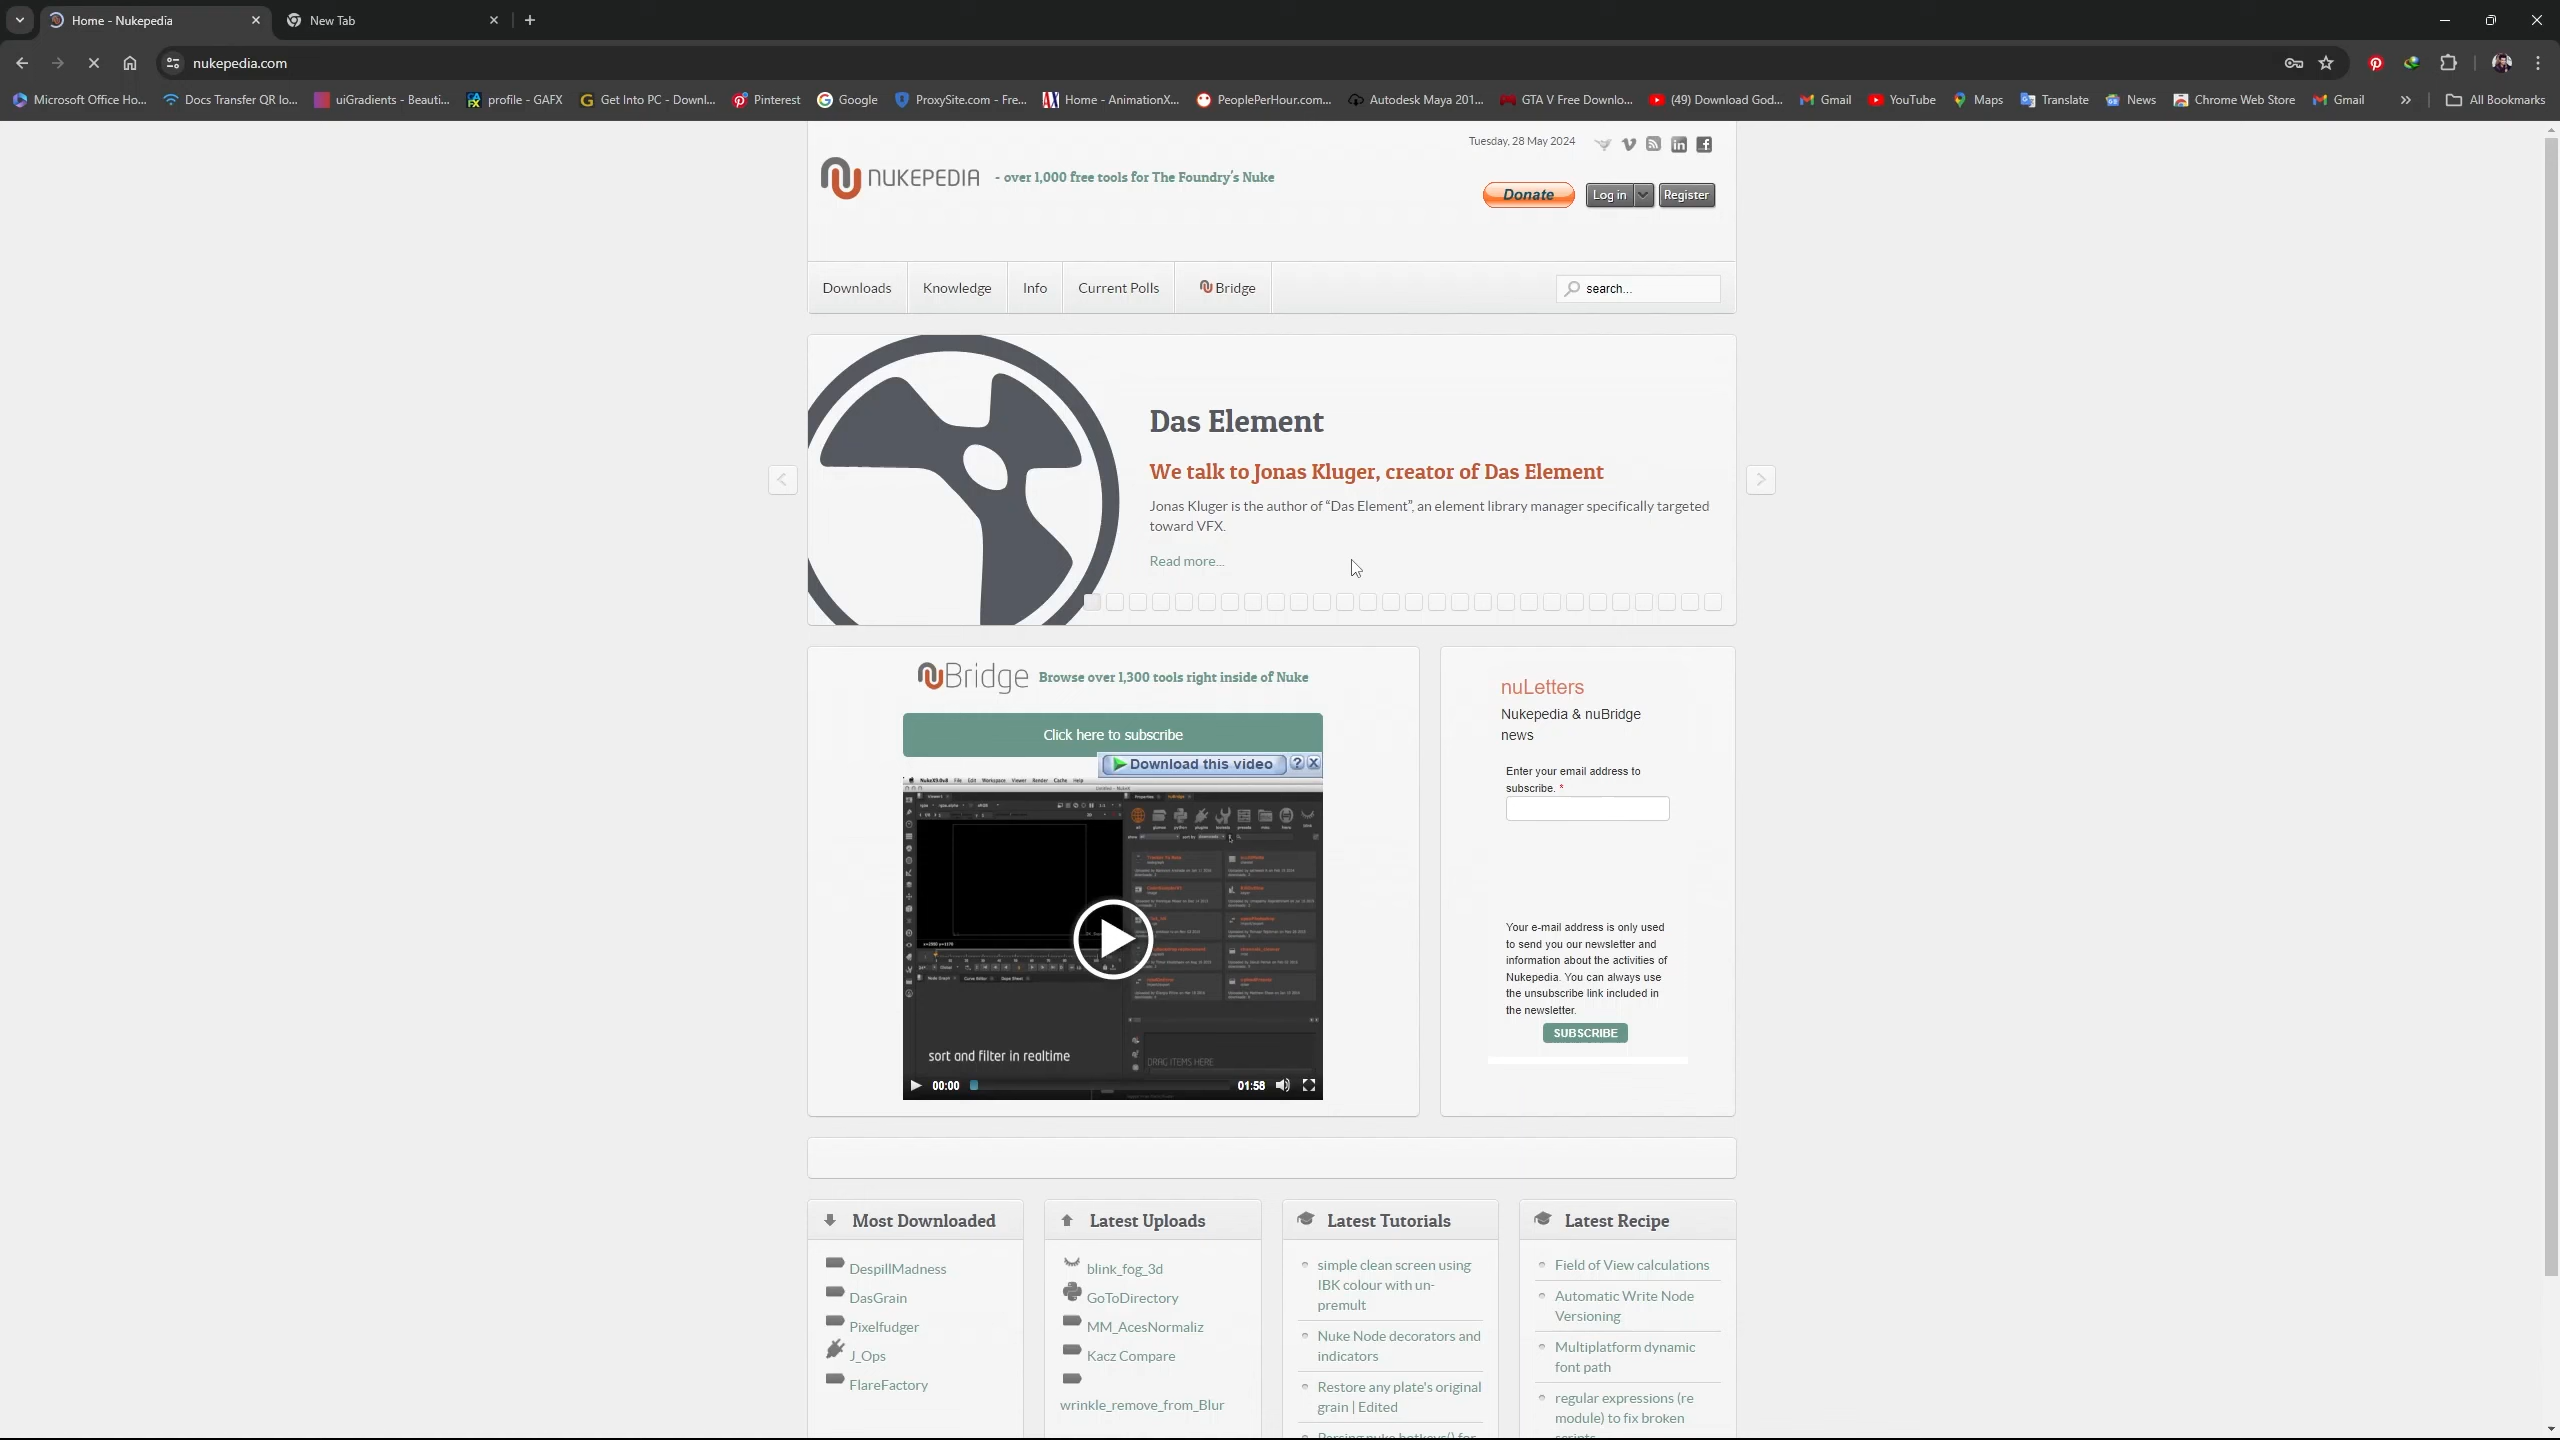 Home - Nukepedia
New Tab
nukepedia.com
Microsoft Office Ho...
Docs Transfer QR lo...
uiGradients - Beauti...
profile - GAFX
Get Into PC - Downl...
Pinterest
Google
ProxySite.com - Fre...
Home - AnimationX...
PeoplePerHour.com...
Autodesk Maya 201...
GTA V Free Downlo...
(49) Download God...
Gmail
YouTube
Maps
Translate
News
Chrome Web Store
Gmail
All Bookmarks
Tuesday, 28 May 2024
NUKEPEDIA
- over 1,000 free tools for The Foundry's Nuke
Donate
Log in
Register
Downloads
Knowledge
Info
Current Polls
Bridge
search...
Das Element
We talk to Jonas Kluger, creator of Das Element
Jonas Kluger is the author of “Das Element”, an element library manager specifically targeted
toward VFX.
Read more...
nuBridge
Browse over 1,300 tools right inside of Nuke
Click here to subscribe
Download this video
sort and filter in realtime
DRAG ITEMS HERE
00:00
01:58
nuLetters
Nukepedia & nuBridge
news
Enter your email address to
subscribe. *
Your e-mail address is only used
to send you our newsletter and
information about the activities of
Nukepedia. You can always use
the unsubscribe link included in
the newsletter.
SUBSCRIBE
Most Downloaded
DespillMadness
DasGrain
Pixelfudger
J_Ops
FlareFactory
Latest Uploads
blink_fog_3d
GoToDirectory
MM_AcesNormaliz
Kacz Compare
wrinkle_remove_from_Blur
Latest Tutorials
simple clean screen using
IBK colour with un-
premult
Nuke Node decorators and
indicators
Restore any plate's original
grain | Edited
Latest Recipe
Field of View calculations
Automatic Write Node
Versioning
Multiplatform dynamic
font path
regular expressions (re
module) to fix broken